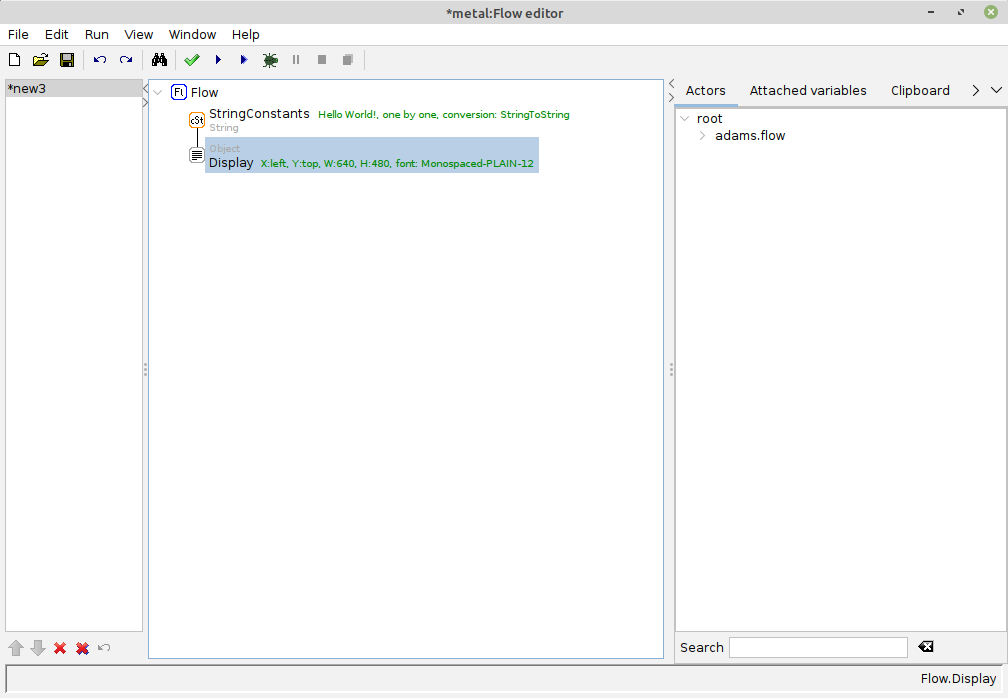 *metal:Flow editor
File Edit Run View Window Help
*new3
Fl Flow
cSt StringConstants Hello World!, one by one, conversion: StringToString
String
Object
Display X:left, Y:top, W:640, H:480, font: Monospaced-PLAIN-12
Actors Attached variables Clipboard
root
adams.flow
Search
Flow.Display